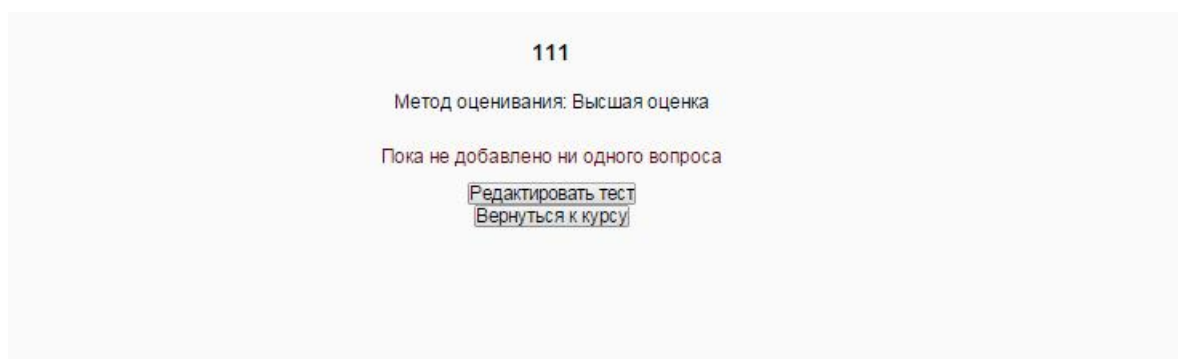 111
Метод оценивания: Высшая оценка
Пока не добавлено ни одного вопроса
Редактировать тест
Вернуться к курсу